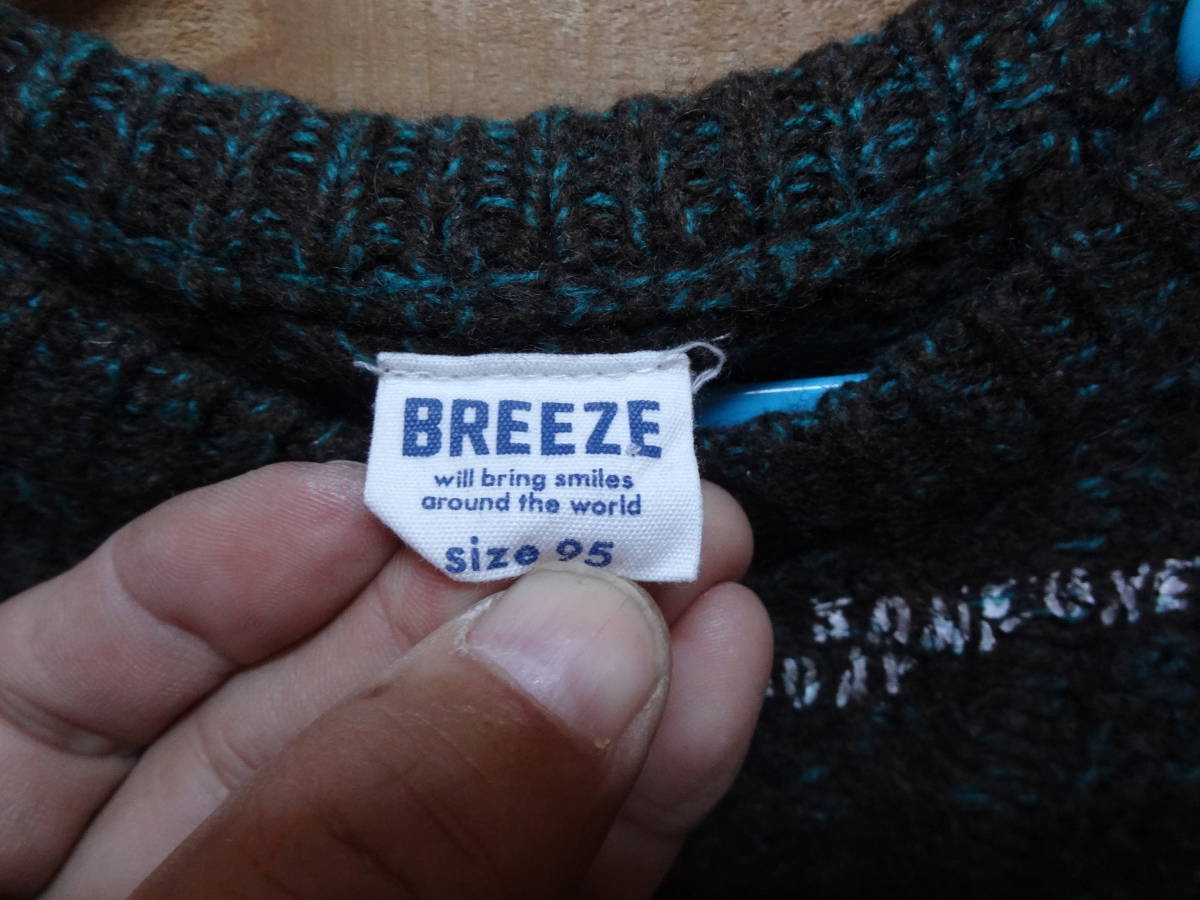 BREEZE
will bring smiles
around the world
size 95